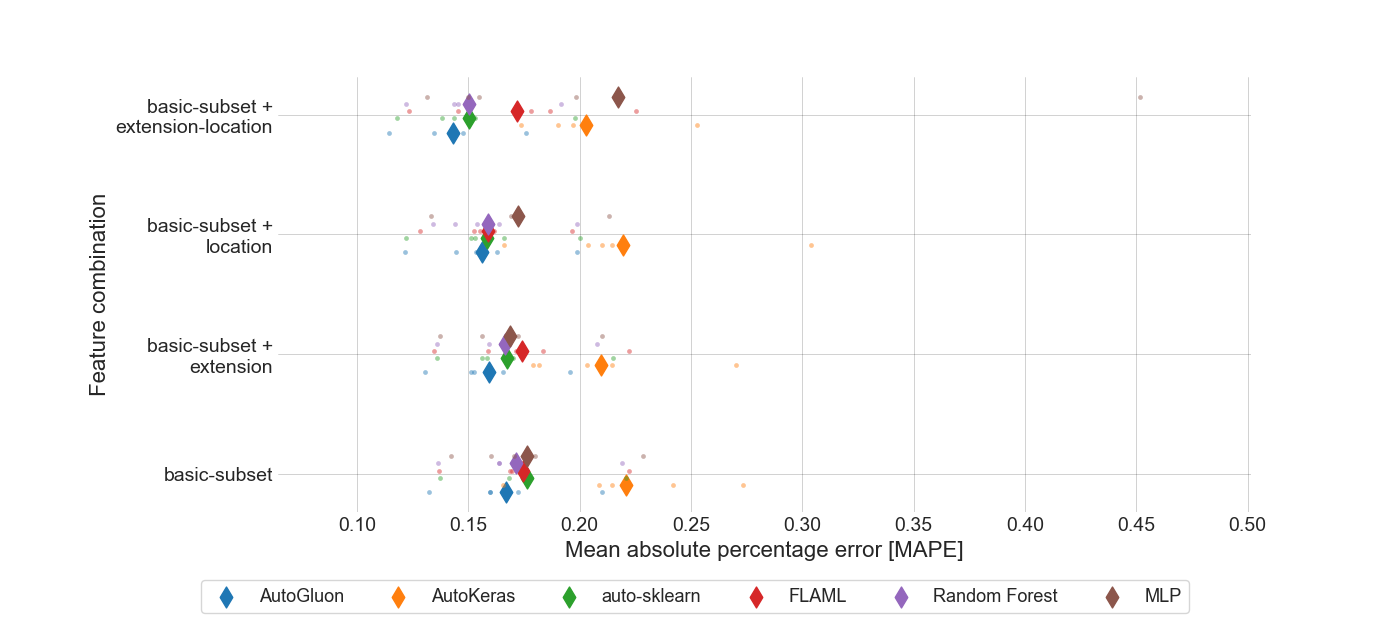 basic-subset +
extension-location
basic-subset +
location
basic-subset +
extension
basic-subset
Feature combination
0.10 0.15 0.20 0.25 0.30 0.35 0.40 0.45 0.50
Mean absolute percentage error [MAPE]
AutoGluon AutoKeras auto-sklearn FLAML Random Forest MLP